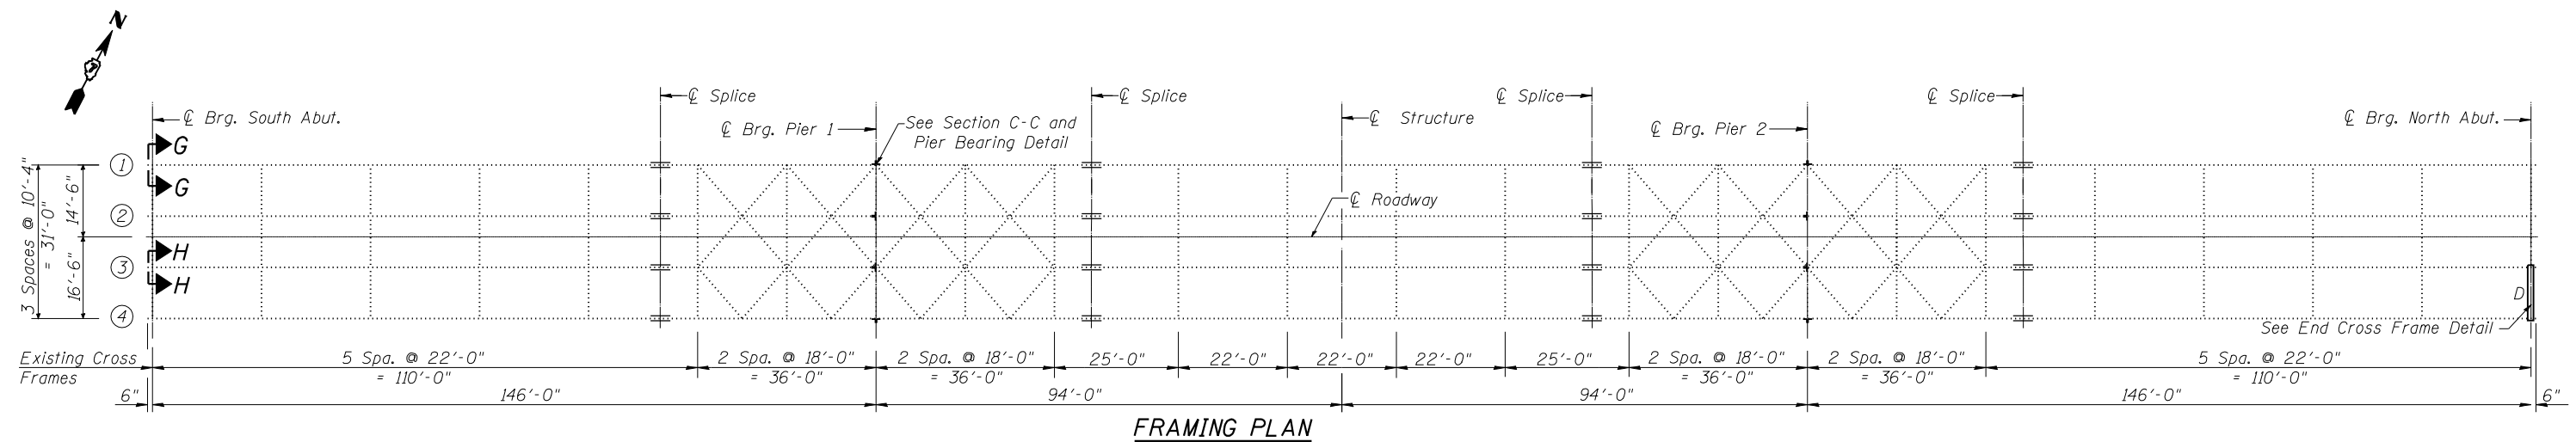 N
℄ Splice
℄ Splice
℄ Splice
℄ Splice
℄ Brg. South Abut.
℄ Brg. Pier 1
See Section C-C and
Pier Bearing Detail
℄ Structure
℄ Brg. Pier 2
℄ Brg. North Abut.
G
G
H
H
1
2
3
4
3 Spaces @ 10'-4"
= 31'-0"
14'-6"
16'-6"
℄ Roadway
D
See End Cross Frame Detail
Existing Cross
Frames
5 Spa. @ 22'-0"
= 110'-0"
2 Spa. @ 18'-0"
= 36'-0"
2 Spa. @ 18'-0"
= 36'-0"
25'-0"
22'-0"
22'-0"
22'-0"
25'-0"
2 Spa. @ 18'-0"
= 36'-0"
2 Spa. @ 18'-0"
= 36'-0"
5 Spa. @ 22'-0"
= 110'-0"
6"
146'-0"
94'-0"
94'-0"
146'-0"
6"
FRAMING PLAN